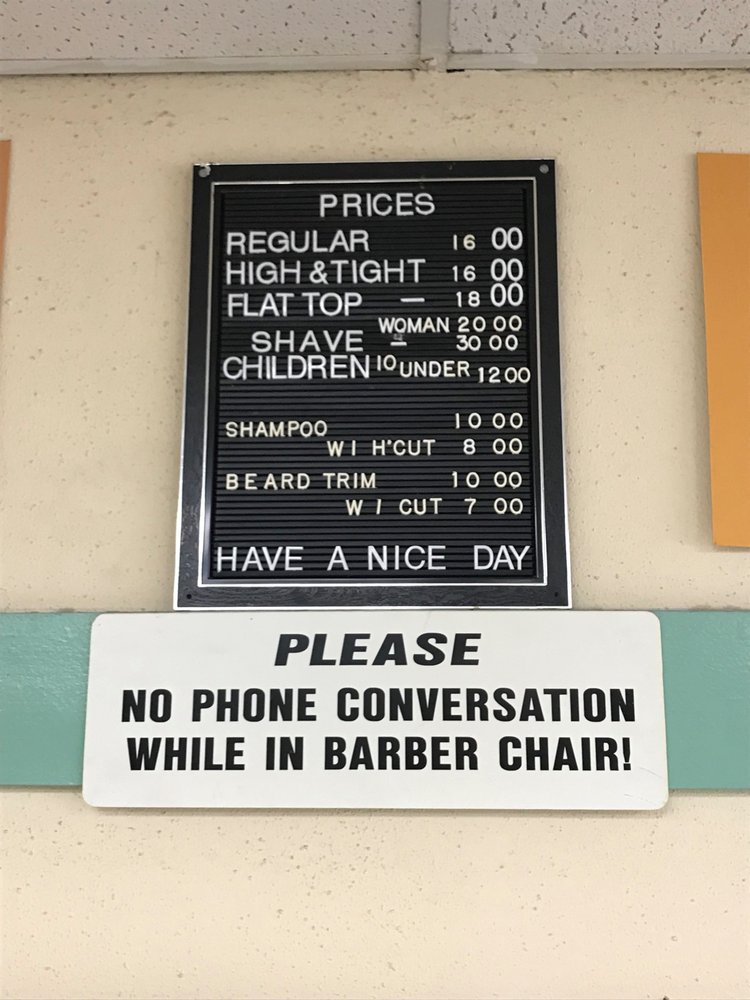 PRICES
REGULAR 16 00
HIGH & TIGHT 16 00
FLAT TOP — 18 00
WOMAN 20 00
SHAVE - 30 00
CHILDREN 10 UNDER 12 00
SHAMPOO 10 00
W I H'CUT 8 00
BEARD TRIM 10 00
W / CUT 7 00
HAVE A NICE DAY
PLEASE
NO PHONE CONVERSATION
WHILE IN BARBER CHAIR!